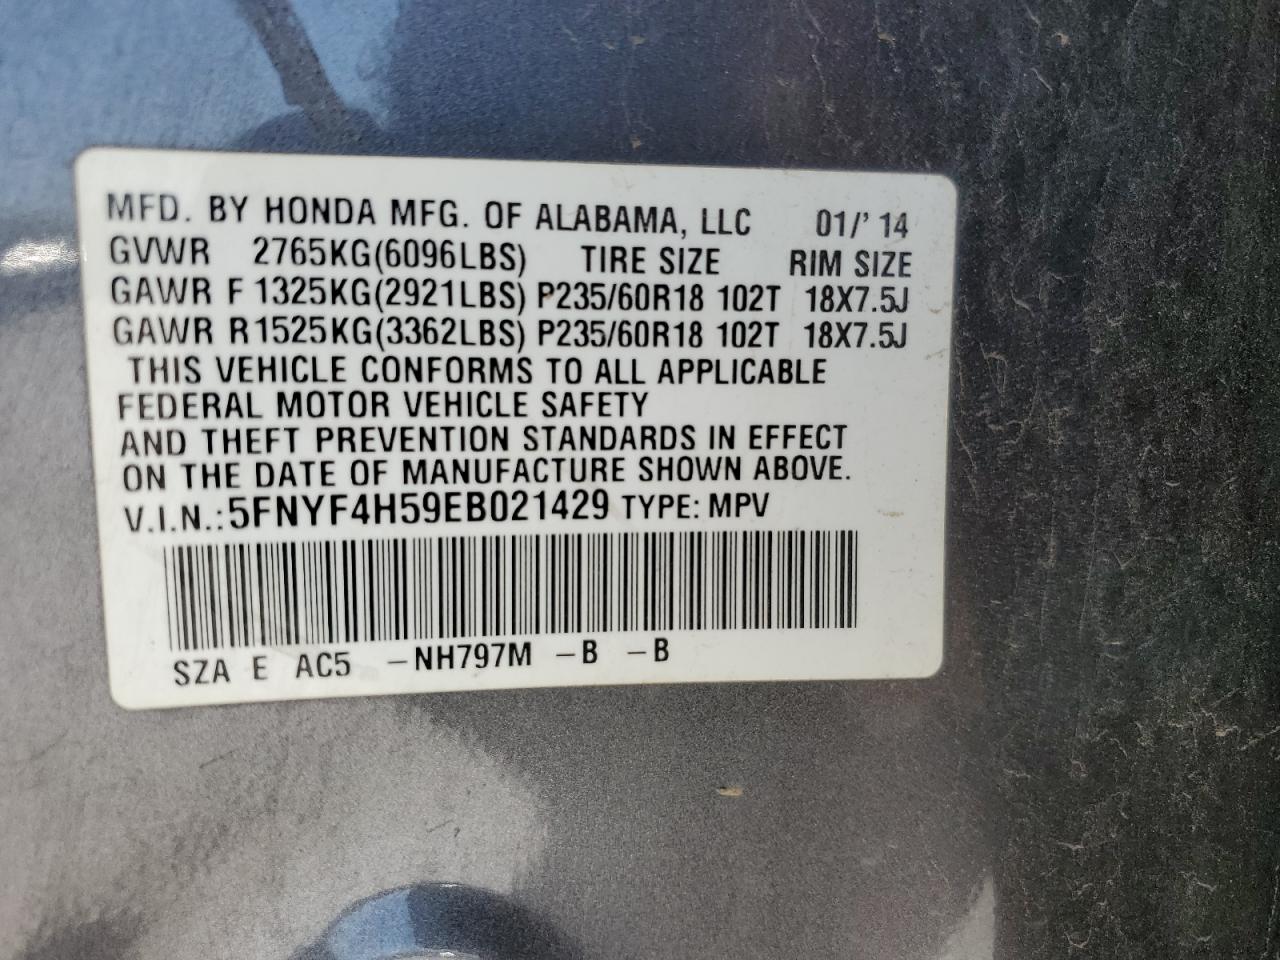 MFD. BY HONDA MFG. OF ALABAMA, LLC 01/' 14
GVWR 2765KG(6096LBS) TIRE SIZE RIM SIZE
GAWR F 1325KG(2921LBS) P235/60R18 102T 18X7.5J
GAWR R 1525KG(3362LBS) P235/60R18 102T 18X7.5J
THIS VEHICLE CONFORMS TO ALL APPLICABLE
FEDERAL MOTOR VEHICLE SAFETY
AND THEFT PREVENTION STANDARDS IN EFFECT
ON THE DATE OF MANUFACTURE SHOWN ABOVE.
V.I.N.: 5FNYF4H59EB021429 TYPE: MPV
SZA E AC5 -NH797M -B -B